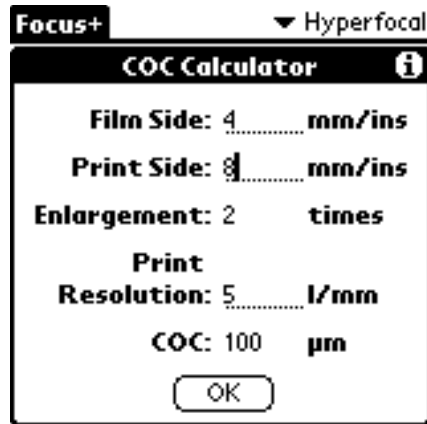 Focus+ Hyperfocal
COC Calculator i
Film Side: 4 mm/ins
Print Side: 8 mm/ins
Enlargement: 2 times
Print
Resolution: 5 l/mm
COC: 100 µm
OK